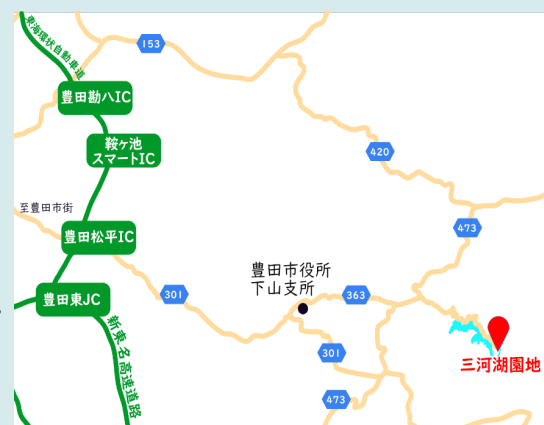 東海環状自動車道
153
豊田勘八IC
鞍ヶ池
スマートIC
420
至豊田市街
473
豊田松平IC
豊田市役所
下山支所
豊田東JC
301
363
新東名高速道路
301
三河湖園地
473